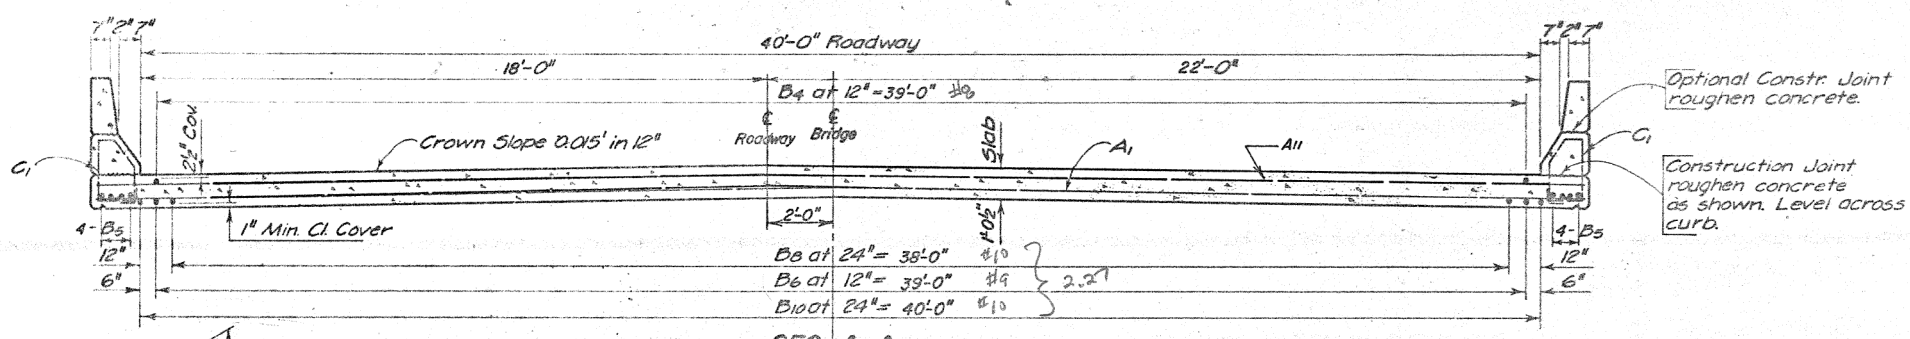 7" 2" 7"
40'-0" Roadway
7" 2" 7"
18'-0"
22'-0"
B4 at 12" = 39'-0"
Optional Constr. Joint
roughen concrete.
2½" Cov.
Crown Slope 0.015' in 12"
℄
Roadway
℄
Bridge
Slab
A1
A11
C1
C1
Construction Joint
roughen concrete
as shown. Level across
curb.
1" Min. Cl. Cover
2'-0"
1'-0½"
4 - B5
4 - B5
12"
B8 at 24" = 38'-0" #10
12"
6"
B6 at 12" = 39'-0" #9
2.27
6"
B10 at 24" = 40'-0" #10